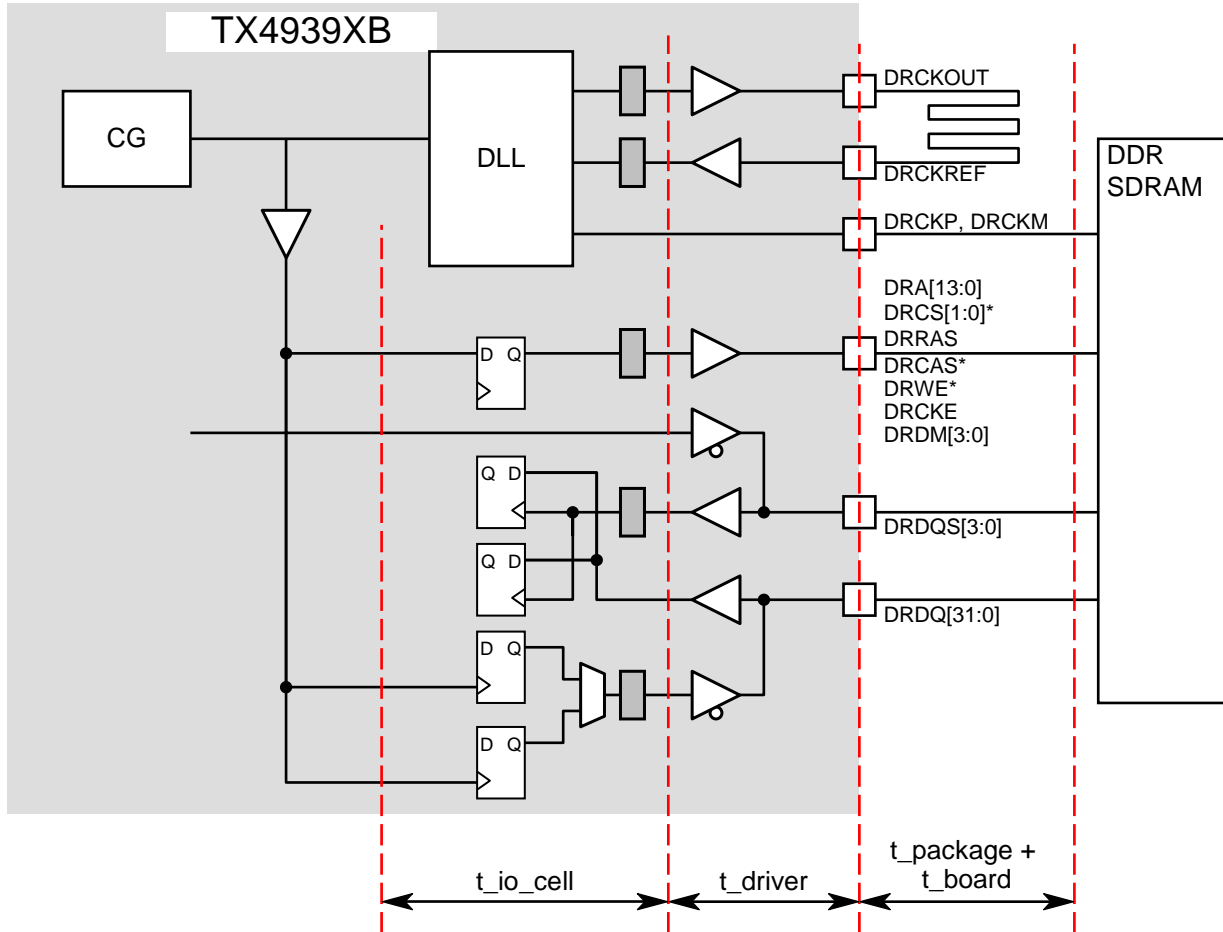 TX4939XB
CG
DLL
DRCKOUT
DRCKREF
DDR
SDRAM
DRCKP, DRCKM
DRA[13:0]
DRCS[1:0]*
DRRAS
DRCAS*
DRWE*
DRCKE
DRDM[3:0]
D Q
Q D
DRDQS[3:0]
Q D
DRDQ[31:0]
D Q
D Q
t_io_cell
t_driver
t_package +
t_board